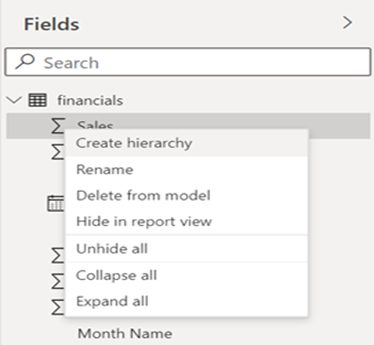 Fields
Search
financials
Sales
Create hierarchy
Rename
Delete from model
Hide in report view
Unhide all
Collapse all
Expand all
Month Name